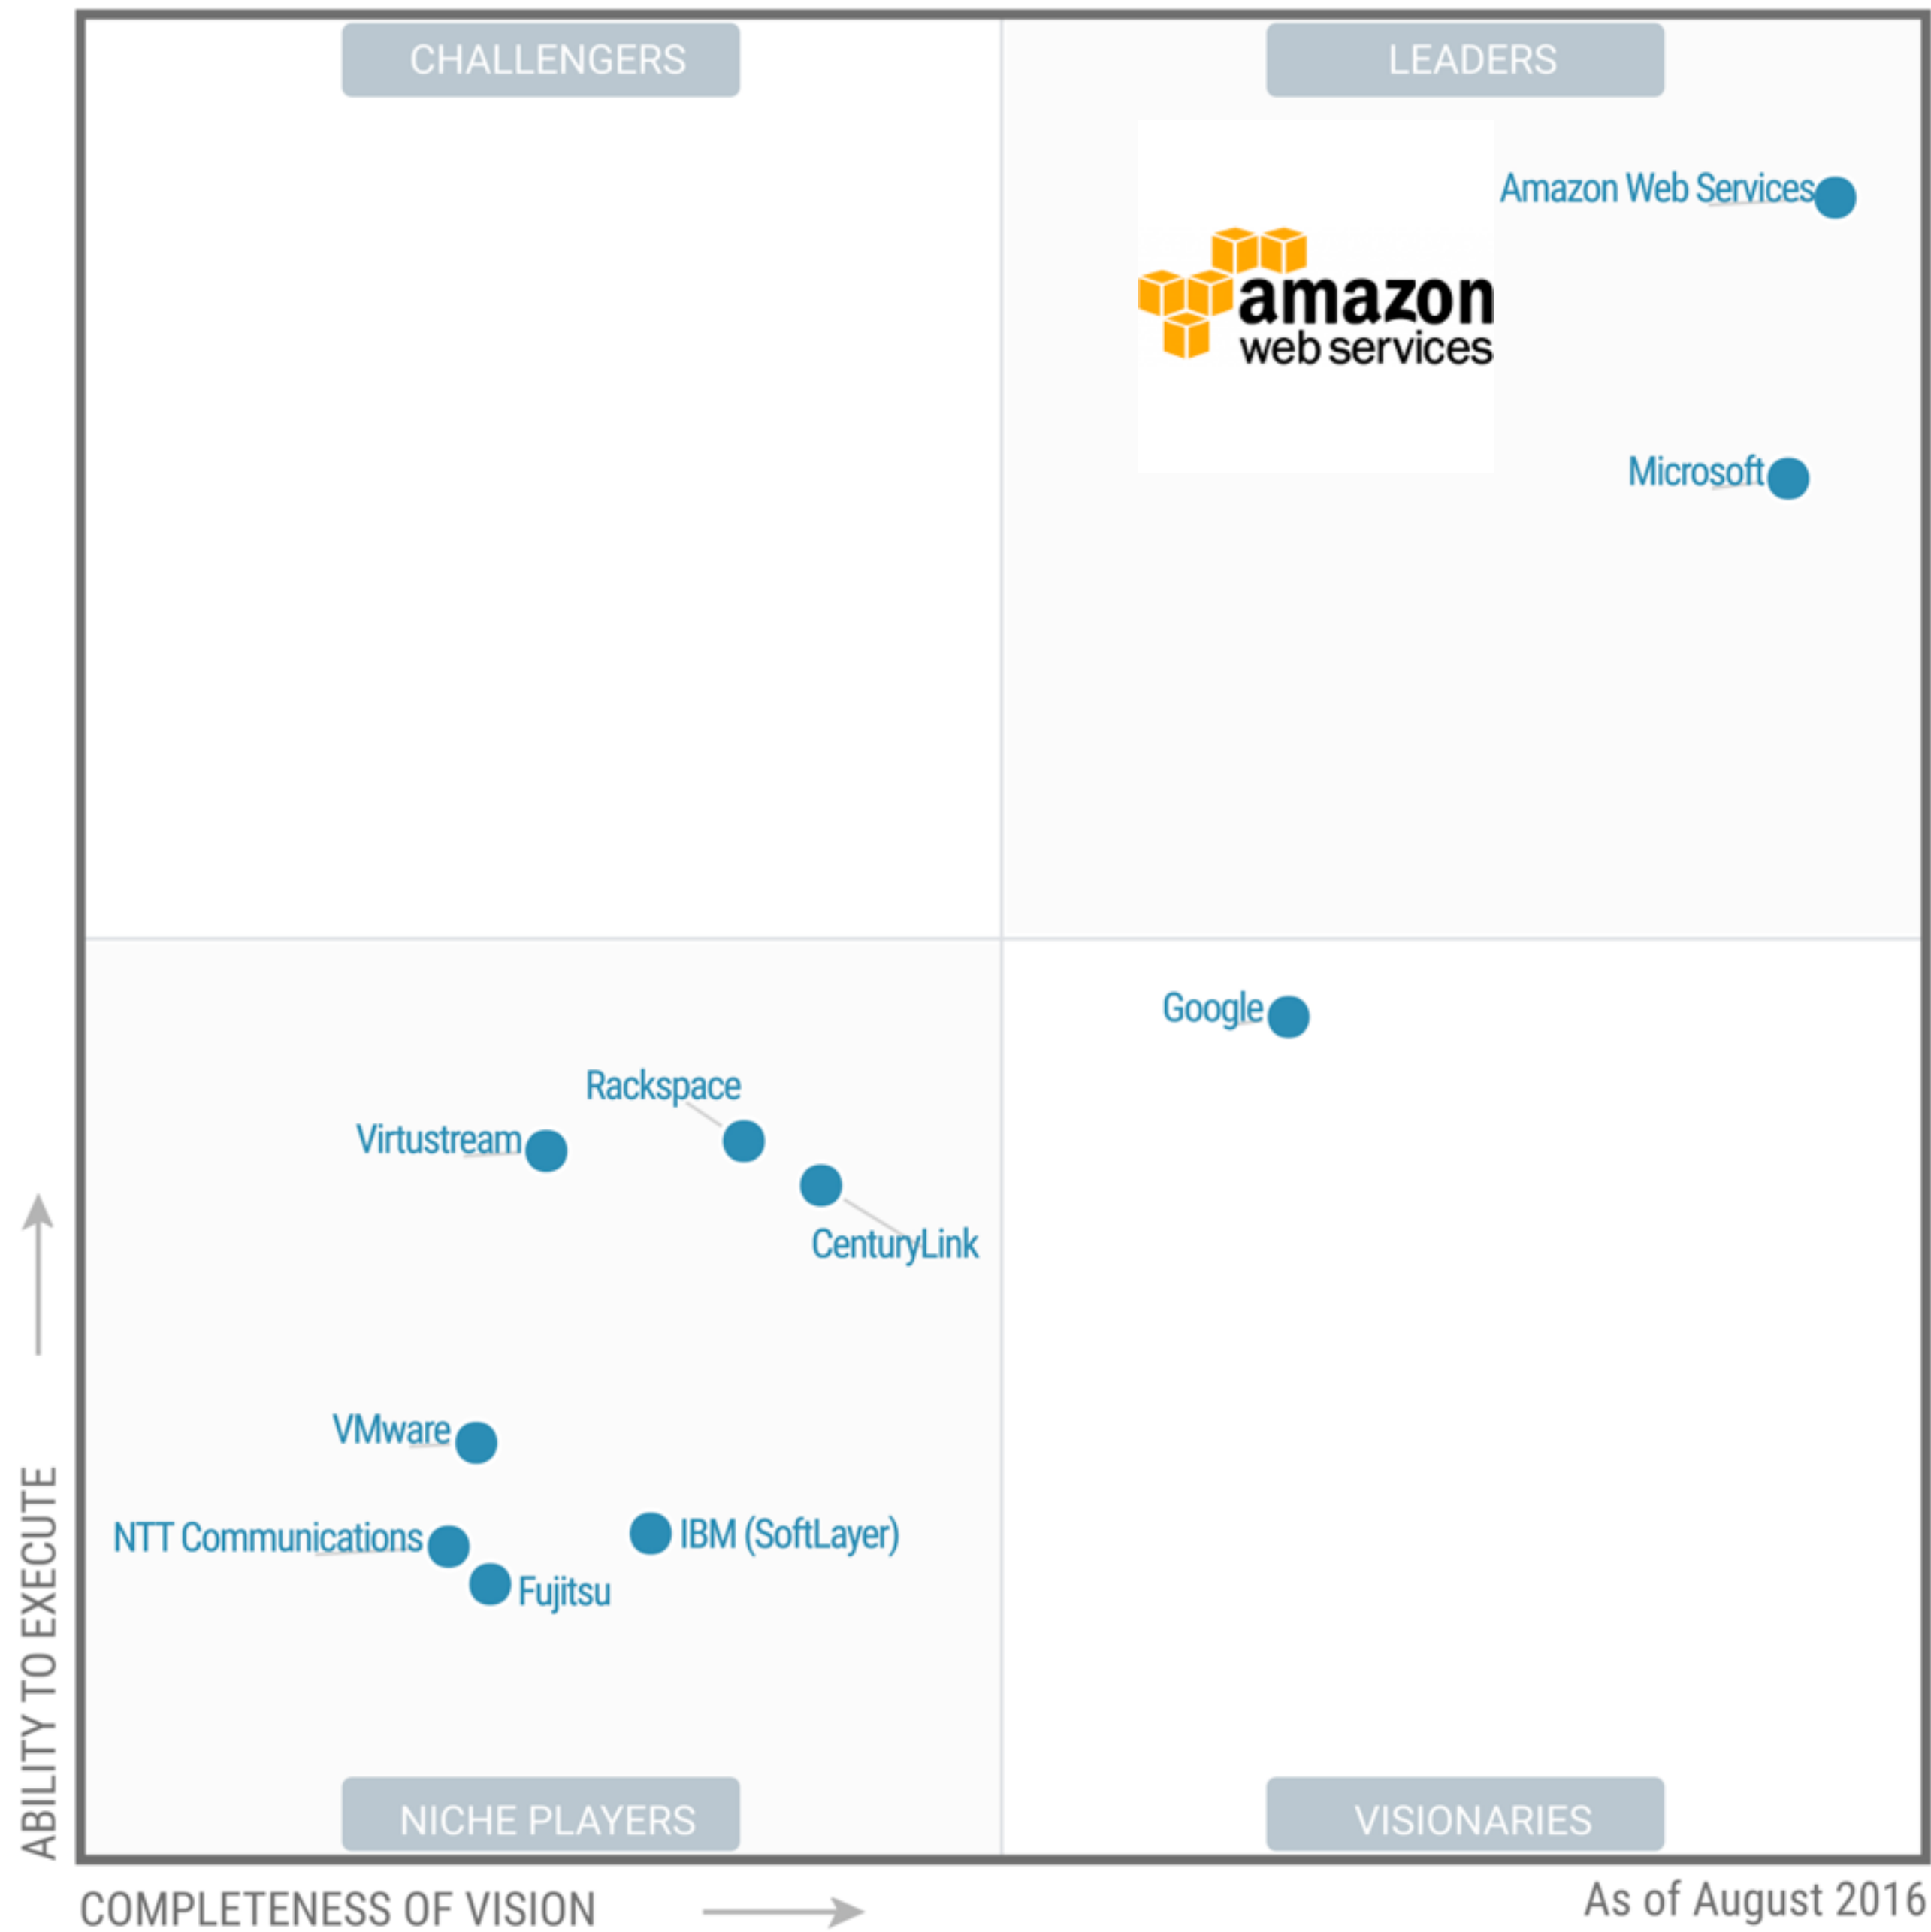 CHALLENGERS
LEADERS
Amazon Web Services
amazon
web services
Microsoft
Google
Rackspace
Virtustream
CenturyLink
VMware
NTT Communications
IBM (SoftLayer)
Fujitsu
ABILITY TO EXECUTE
NICHE PLAYERS
VISIONARIES
COMPLETENESS OF VISION
As of August 2016